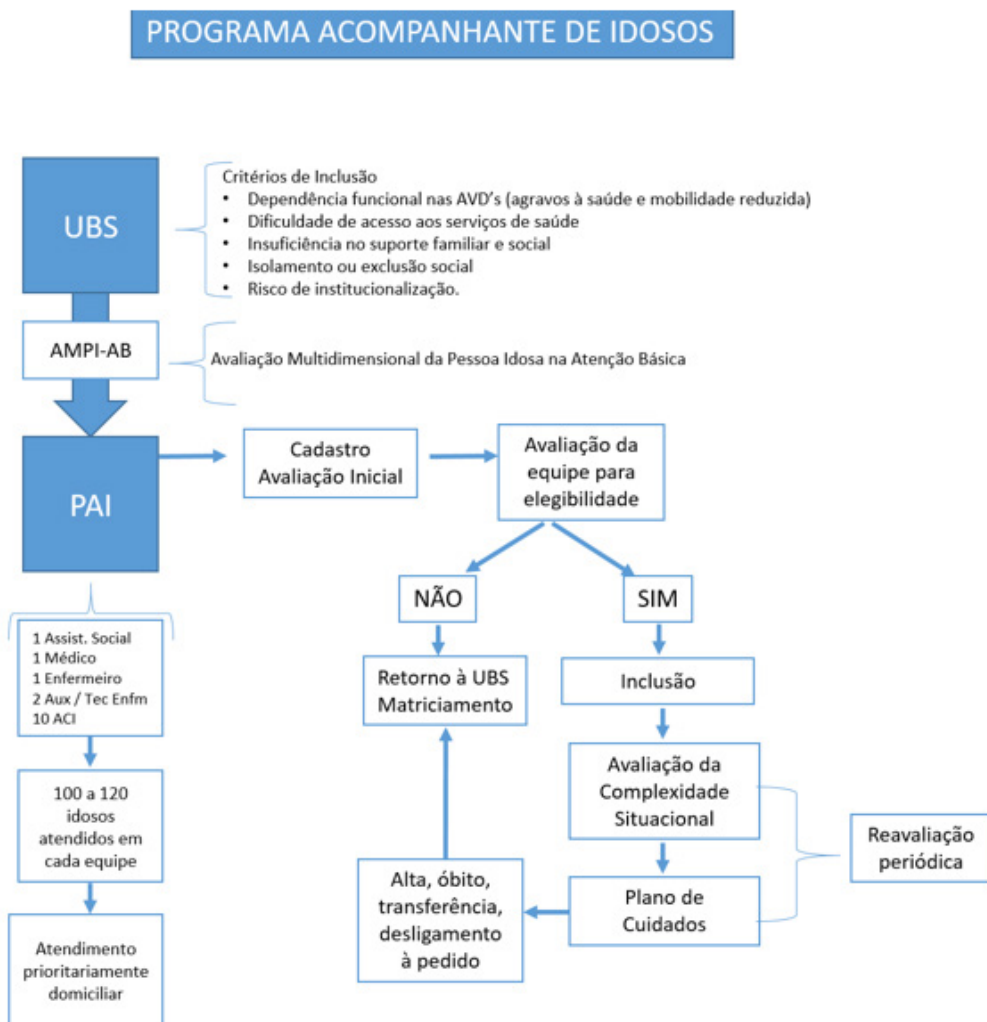 PROGRAMA ACOMPANHANTE DE IDOSOS
UBS
Critérios de Inclusão
• Dependência funcional nas AVD's (agravos à saúde e mobilidade reduzida)
• Dificuldade de acesso aos serviços de saúde
• Insuficiência no suporte familiar e social
• Isolamento ou exclusão social
• Risco de institucionalização.
AMPI-AB
Avaliação Multidimensional da Pessoa Idosa na Atenção Básica
PAI
Cadastro
Avaliação Inicial
Avaliação da
equipe para
elegibilidade
NÃO
SIM
1 Assist. Social
1 Médico
1 Enfermeiro
2 Aux / Tec Enfm
10 ACI
Retorno à UBS
Matriciamento
Inclusão
100 a 120
idosos
atendidos em
cada equipe
Avaliação da
Complexidade
Situacional
Reavaliação
periódica
Alta, óbito,
transferência,
desligamento
à pedido
Plano de
Cuidados
Atendimento
prioritariamente
domiciliar